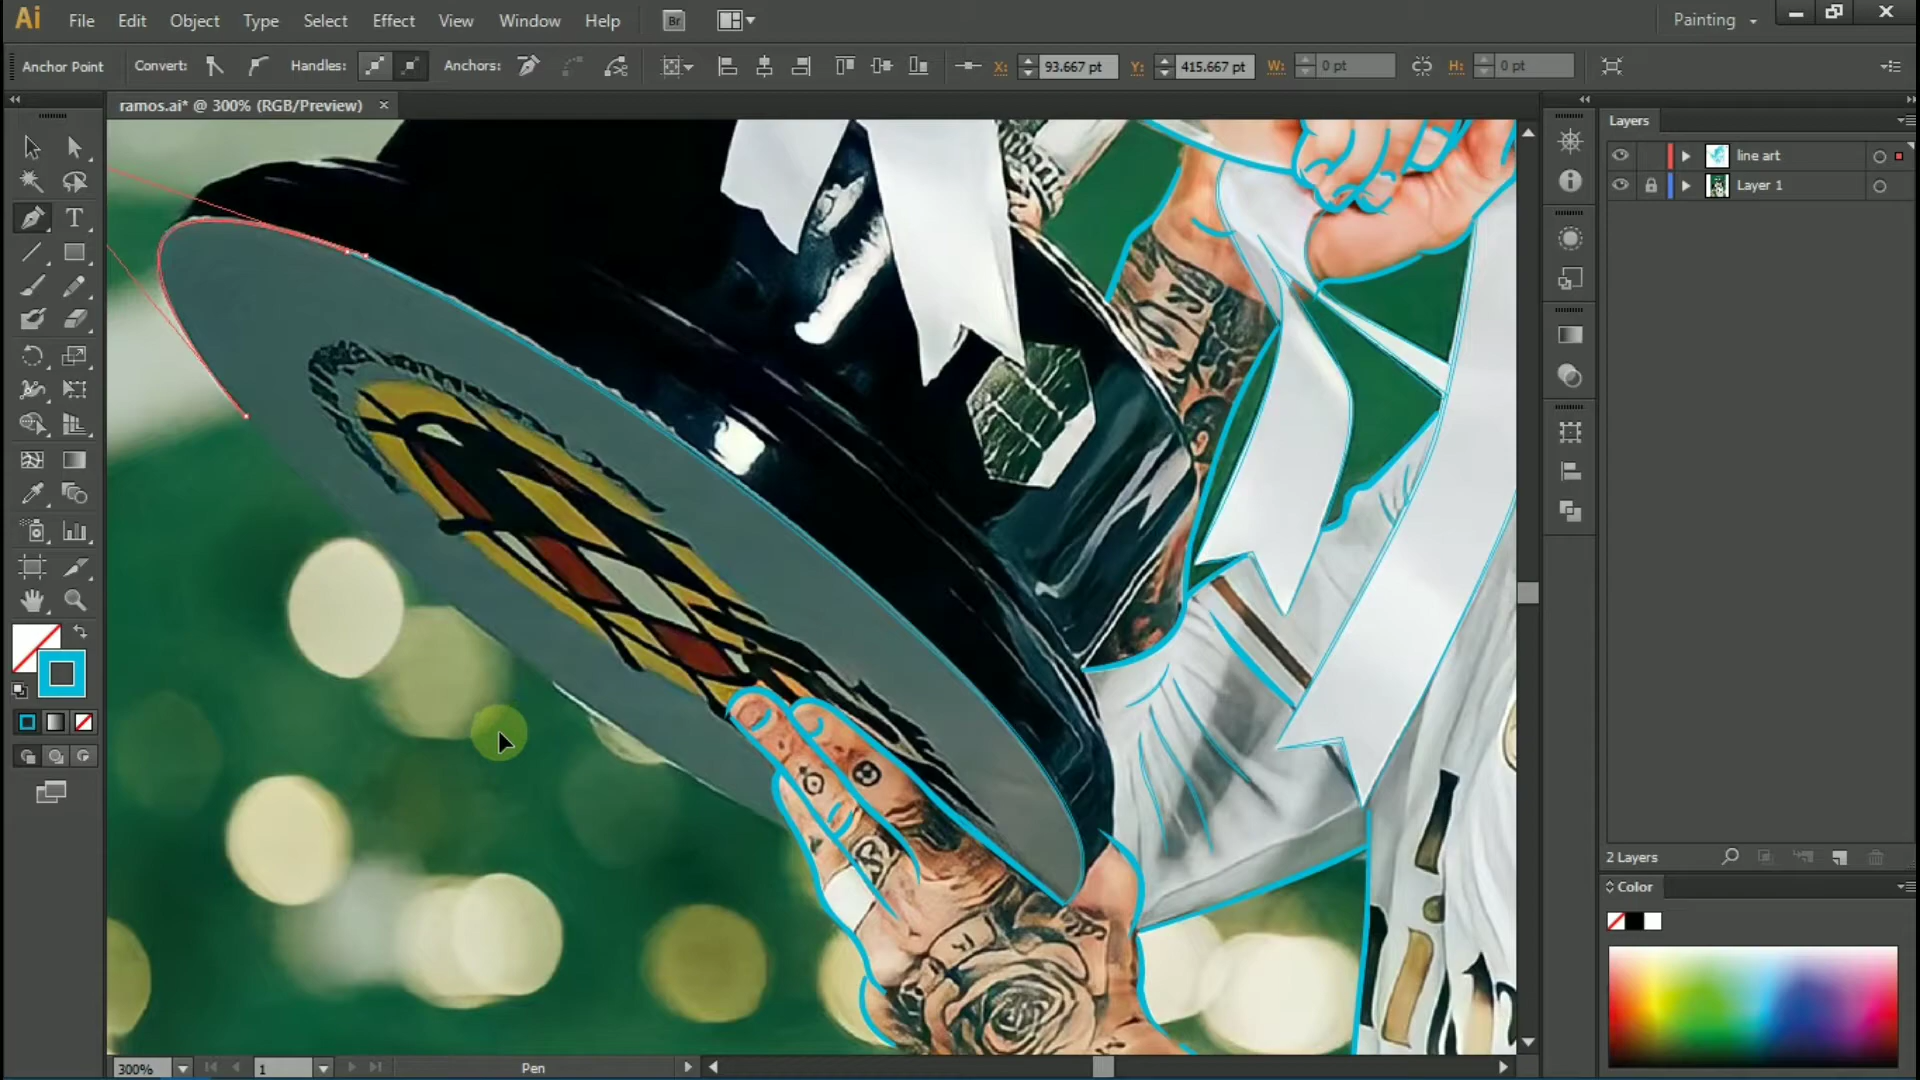 Ai File Edit Object Type Select Effect View Window Help Br Painting
Anchor Point Convert: Handles: Anchors: X: 93.667 pt Y: 415.667 pt W: 0 pt H: 0 pt
ramos.ai* @ 300% (RGB/Preview) ×
Layers
line art
Layer 1
2 Layers
Color
300% 1 Pen